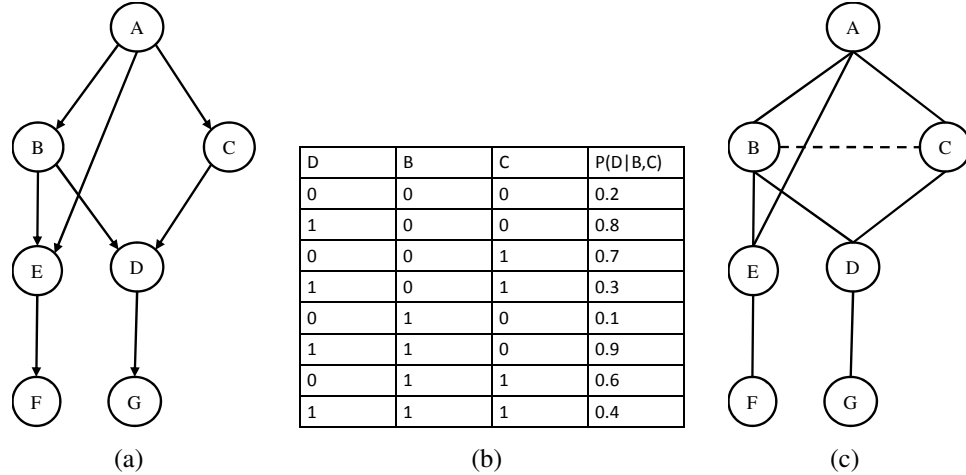 A
B
C
E
D
F
G
(a)
D B C P(D|B,C)
0 0 0 0.2
1 0 0 0.8
0 0 1 0.7
1 0 1 0.3
0 1 0 0.1
1 1 0 0.9
0 1 1 0.6
1 1 1 0.4
(b)
A
B
C
E
D
F
G
(c)